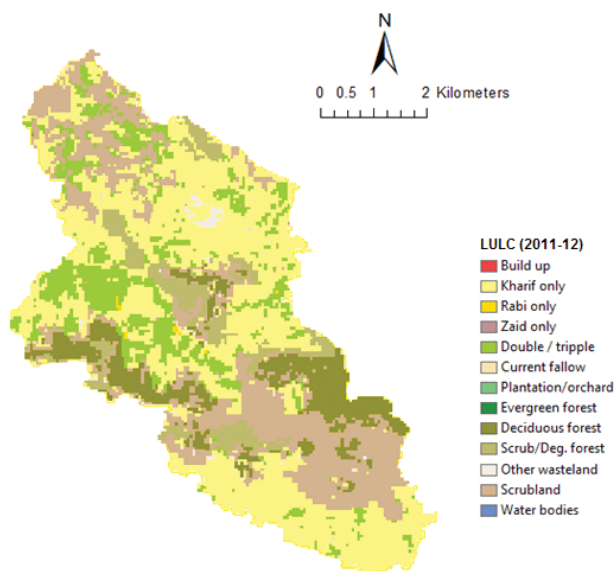 N
0 0.5 1 2 Kilometers
LULC (2011-12)
Build up
Kharif only
Rabi only
Zaid only
Double / tripple
Current fallow
Plantation/orchard
Evergreen forest
Deciduous forest
Scrub/Deg. forest
Other wasteland
Scrubland
Water bodies